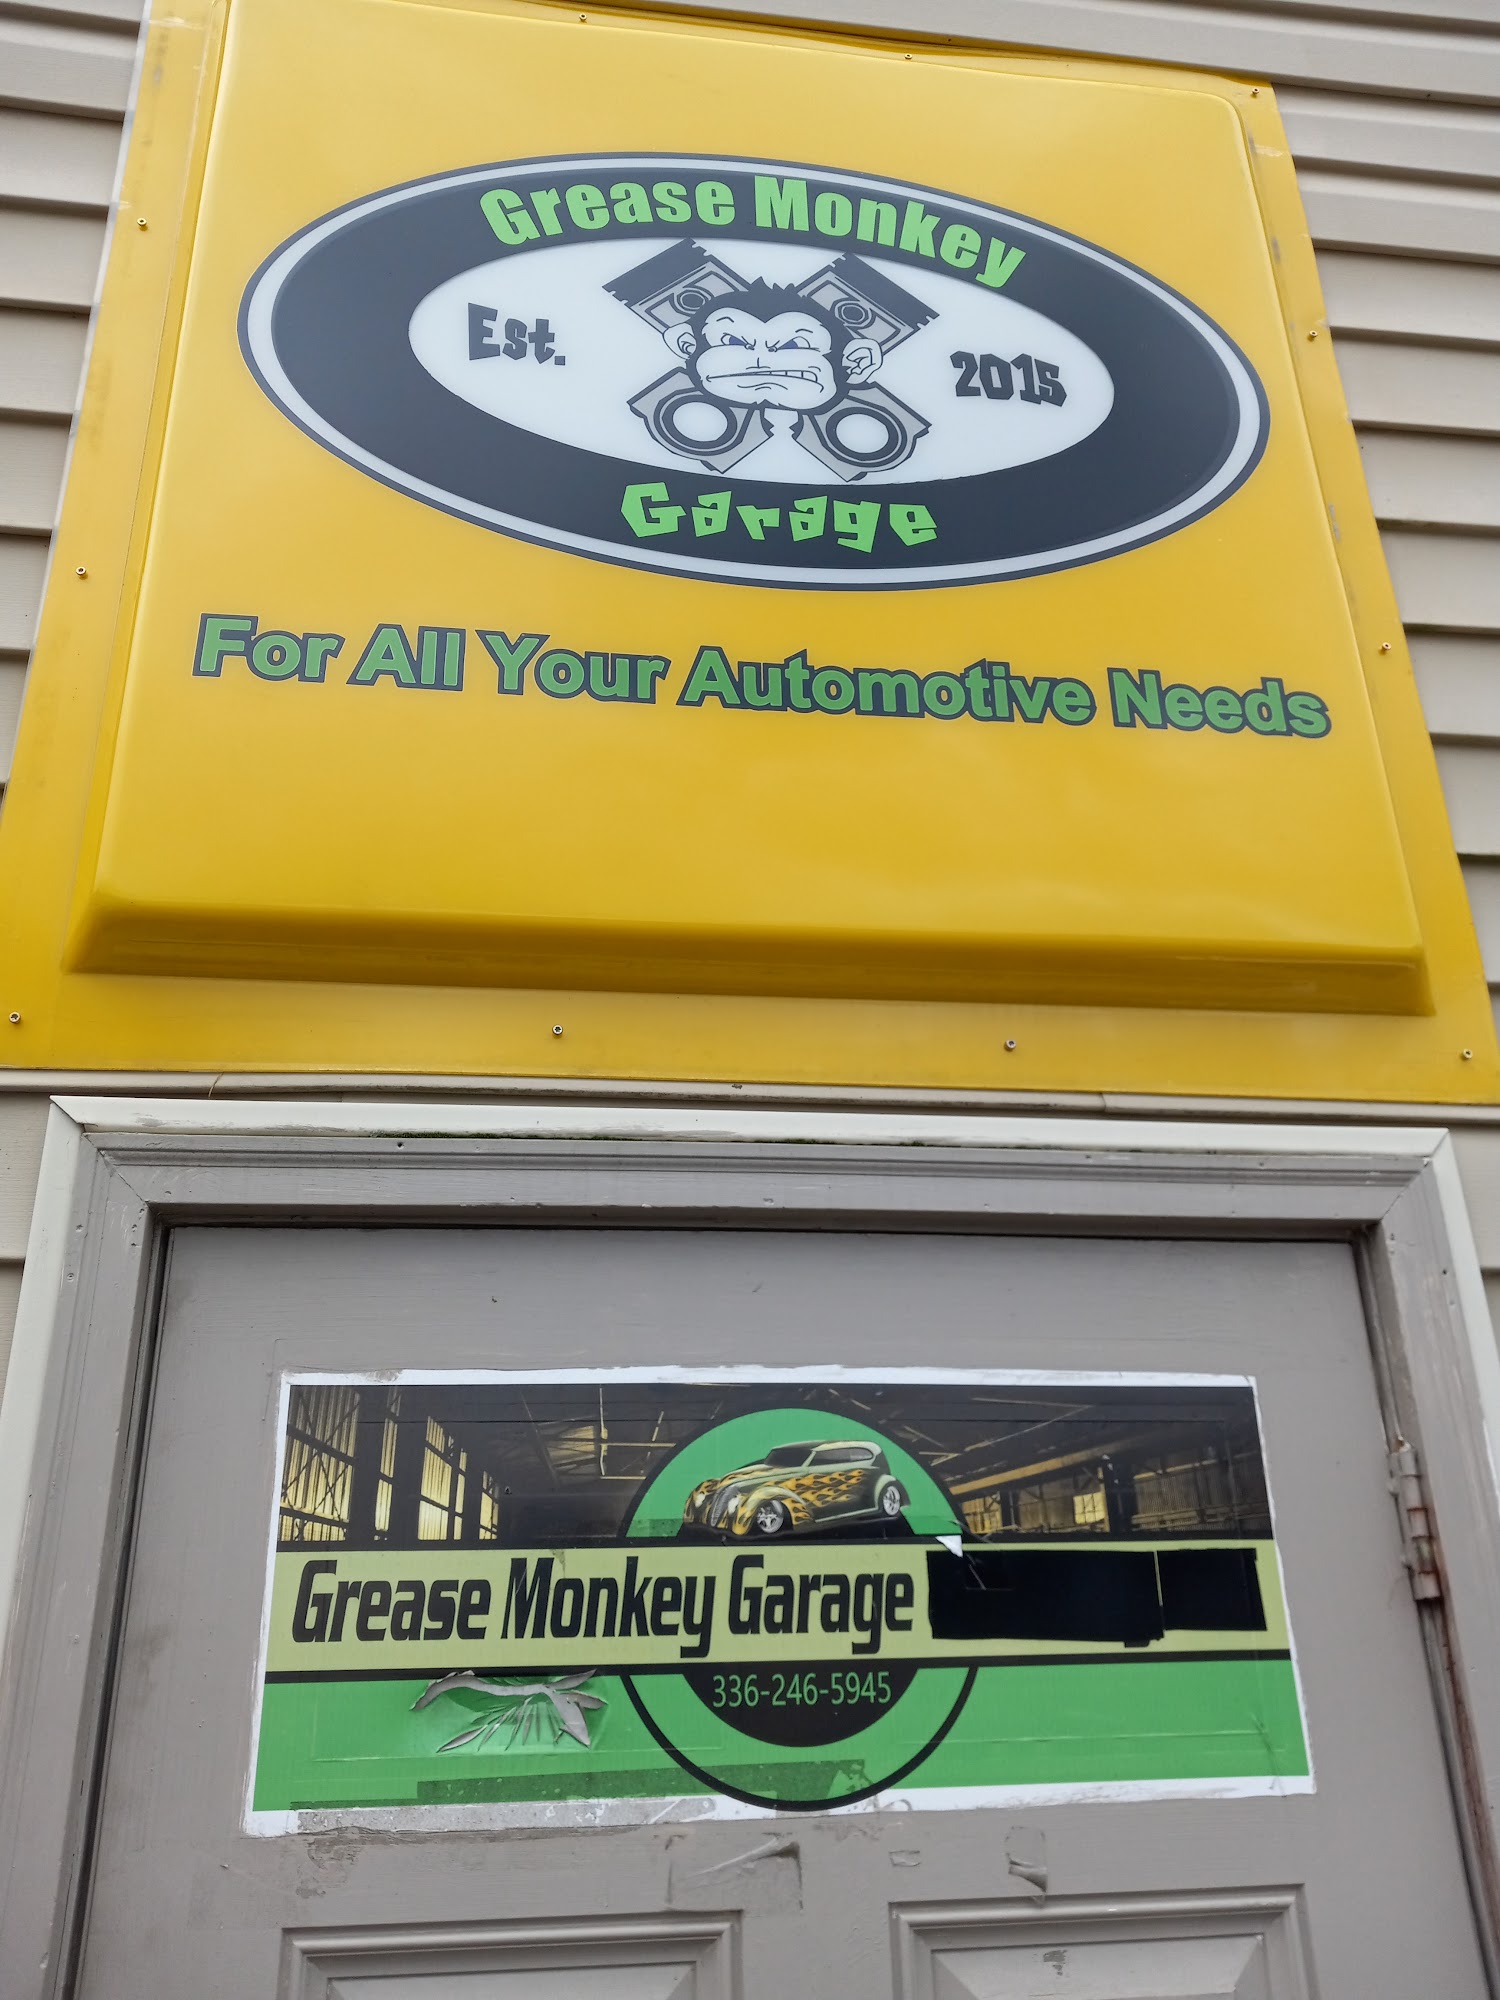 Grease Monkey
Est. 2015
Garage
For All Your Automotive Needs
Grease Monkey Garage
336-246-5945